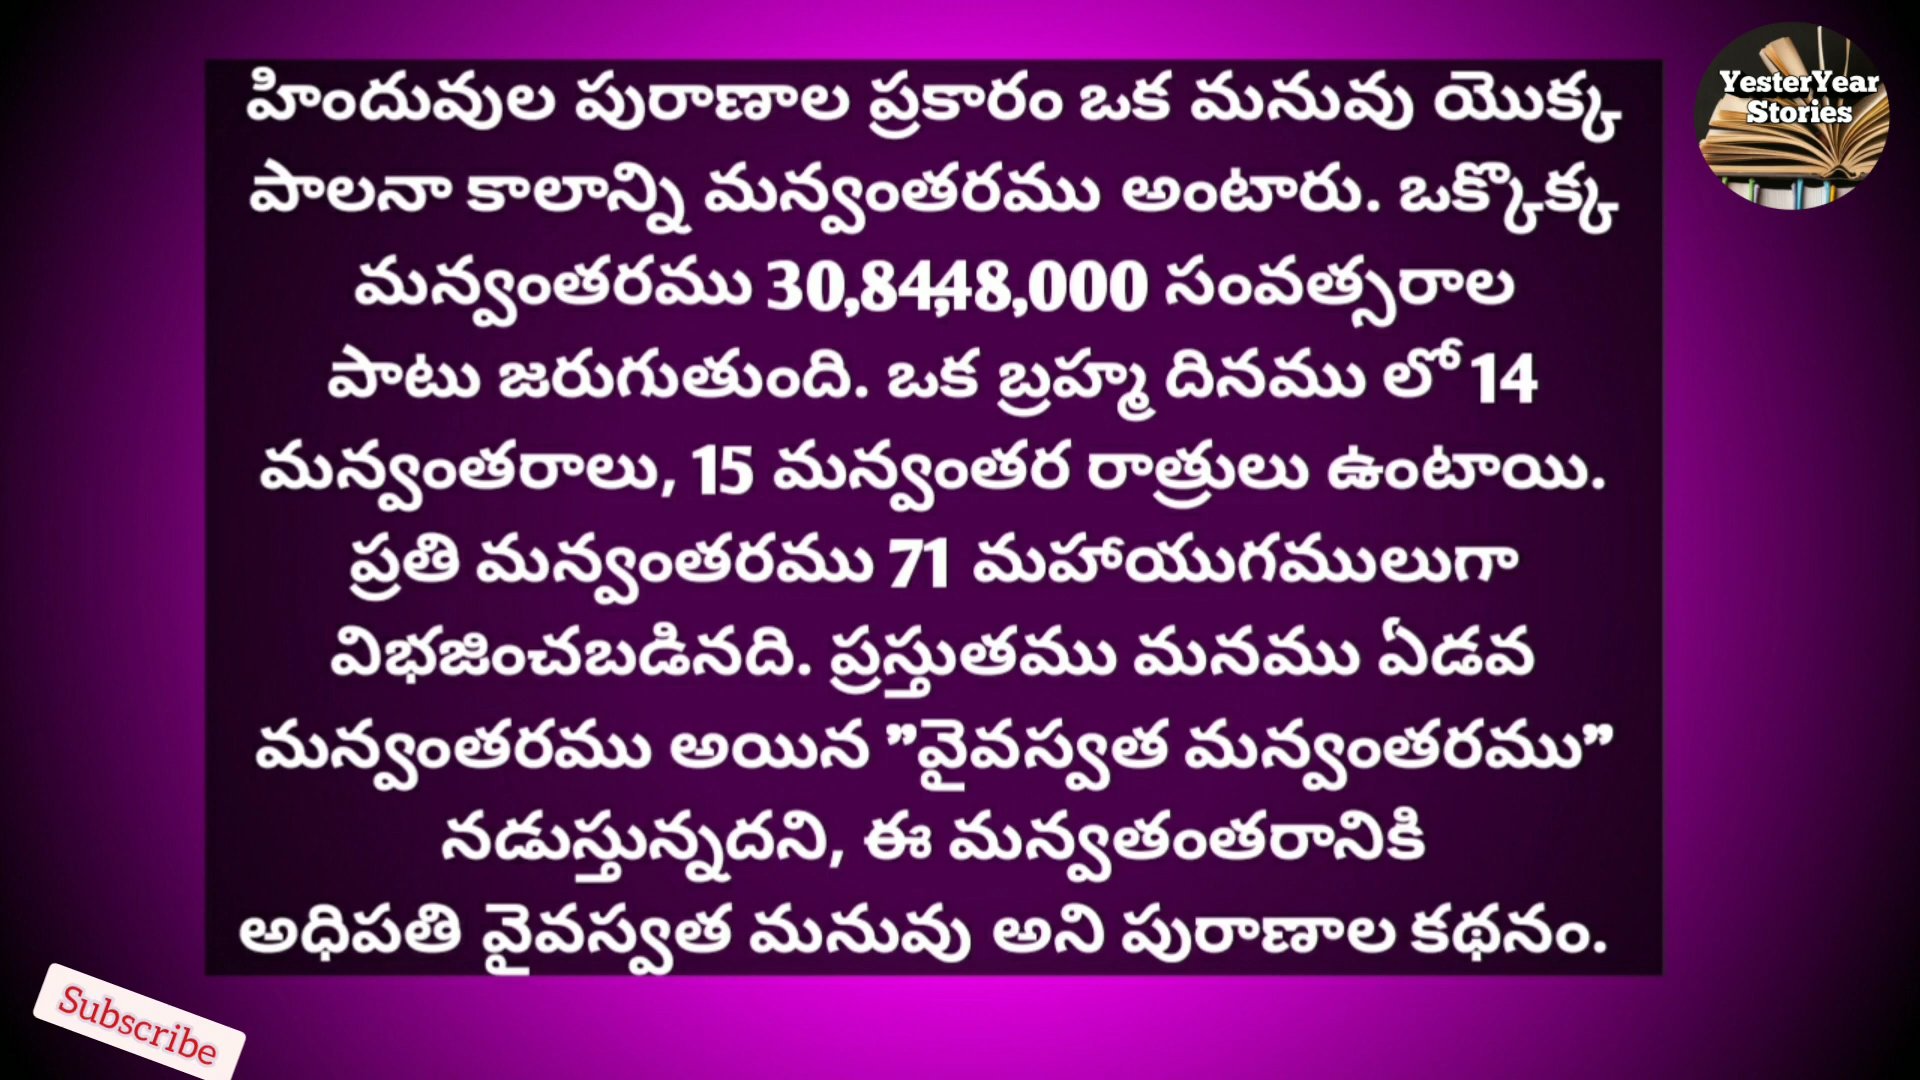 హిందువుల పురాణాల ప్రకారం ఒక మనువు యొక్క
పాలనా కాలాన్ని మన్వంతరము అంటారు. ఒక్కొక్క
మన్వంతరము 30,84,48,000 సంవత్సరాల
పాటు జరుగుతుంది. ఒక బ్రహ్మ దినము లో 14
మన్వంతరాలు, 15 మన్వంతర రాత్రులు ఉంటాయి.
ప్రతి మన్వంతరము 71 మహాయుగములుగా
విభజించబడినది. ప్రస్తుతము మనము ఏడవ
మన్వంతరము అయిన ”వైవస్వత మన్వంతరము”
నడుస్తున్నదని, ఈ మన్వతంతరానికి
అధిపతి వైవస్వత మనువు అని పురాణాల కథనం.
YesterYear
Stories
Subscribe